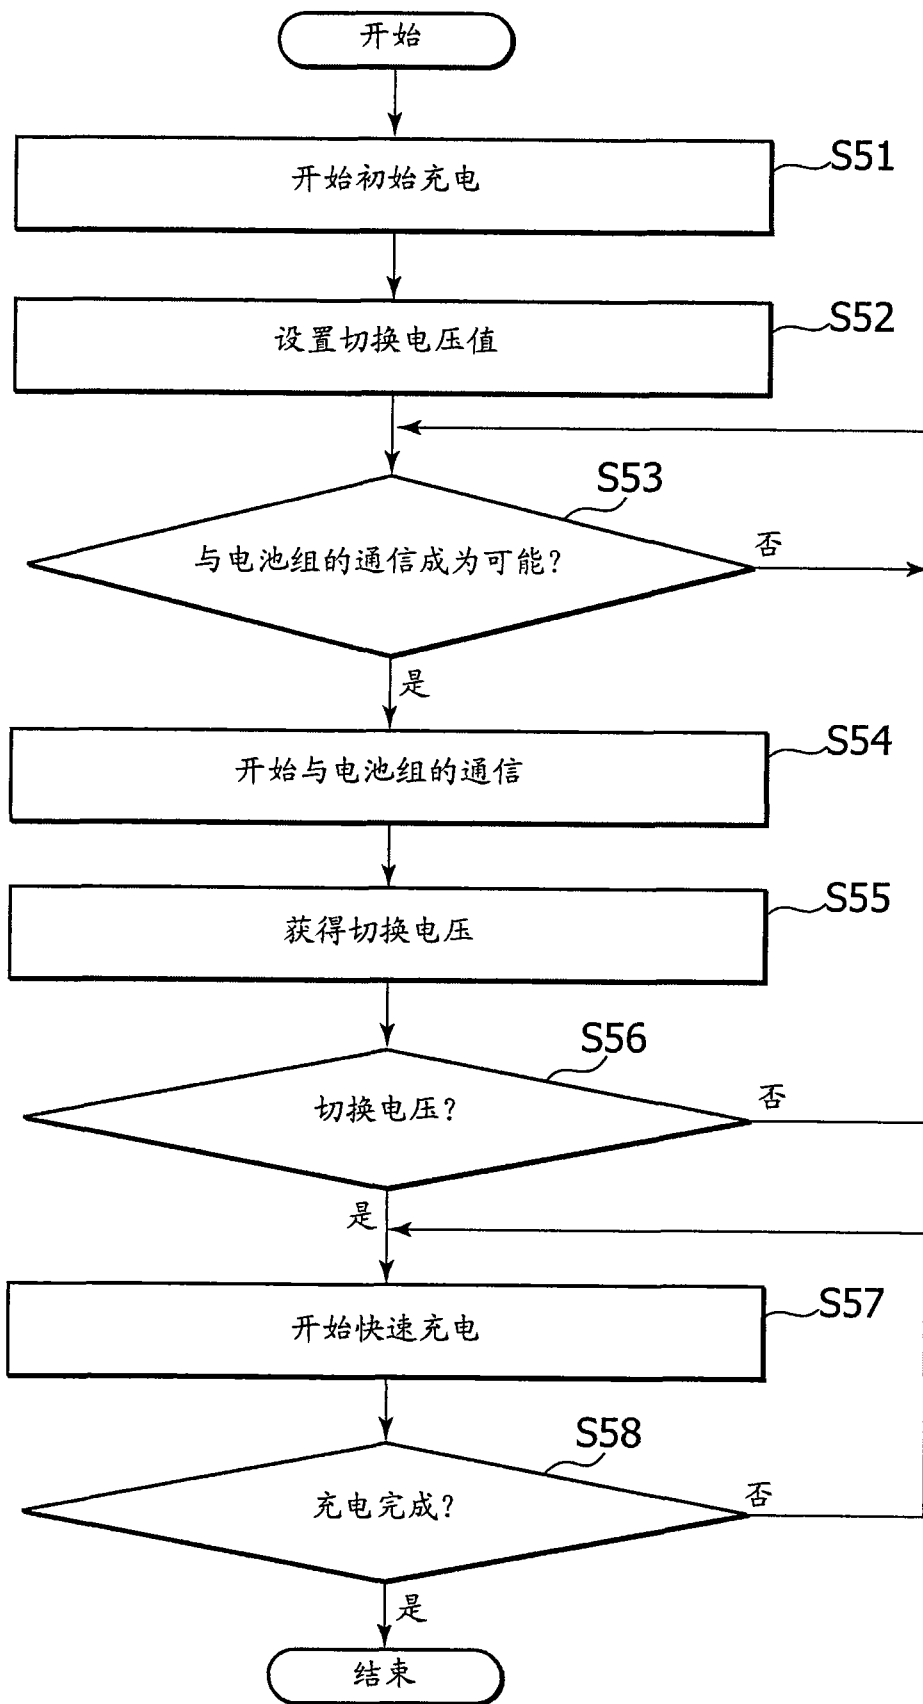 开始
开始初始充电
S51
设置切换电压值
S52
S53
与电池组的通信成为可能?
否
是
开始与电池组的通信
S54
获得切换电压
S55
S56
切换电压?
否
是
开始快速充电
S57
S58
充电完成?
否
是
结束